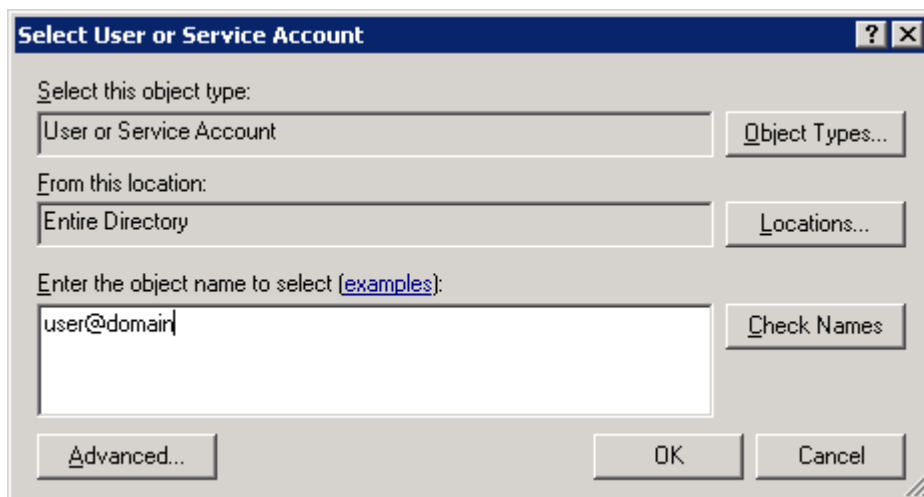 Select User or Service Account
Select this object type:
User or Service Account
Object Types...
From this location:
Entire Directory
Locations...
Enter the object name to select (examples):
user@domain
Check Names
Advanced...
OK
Cancel